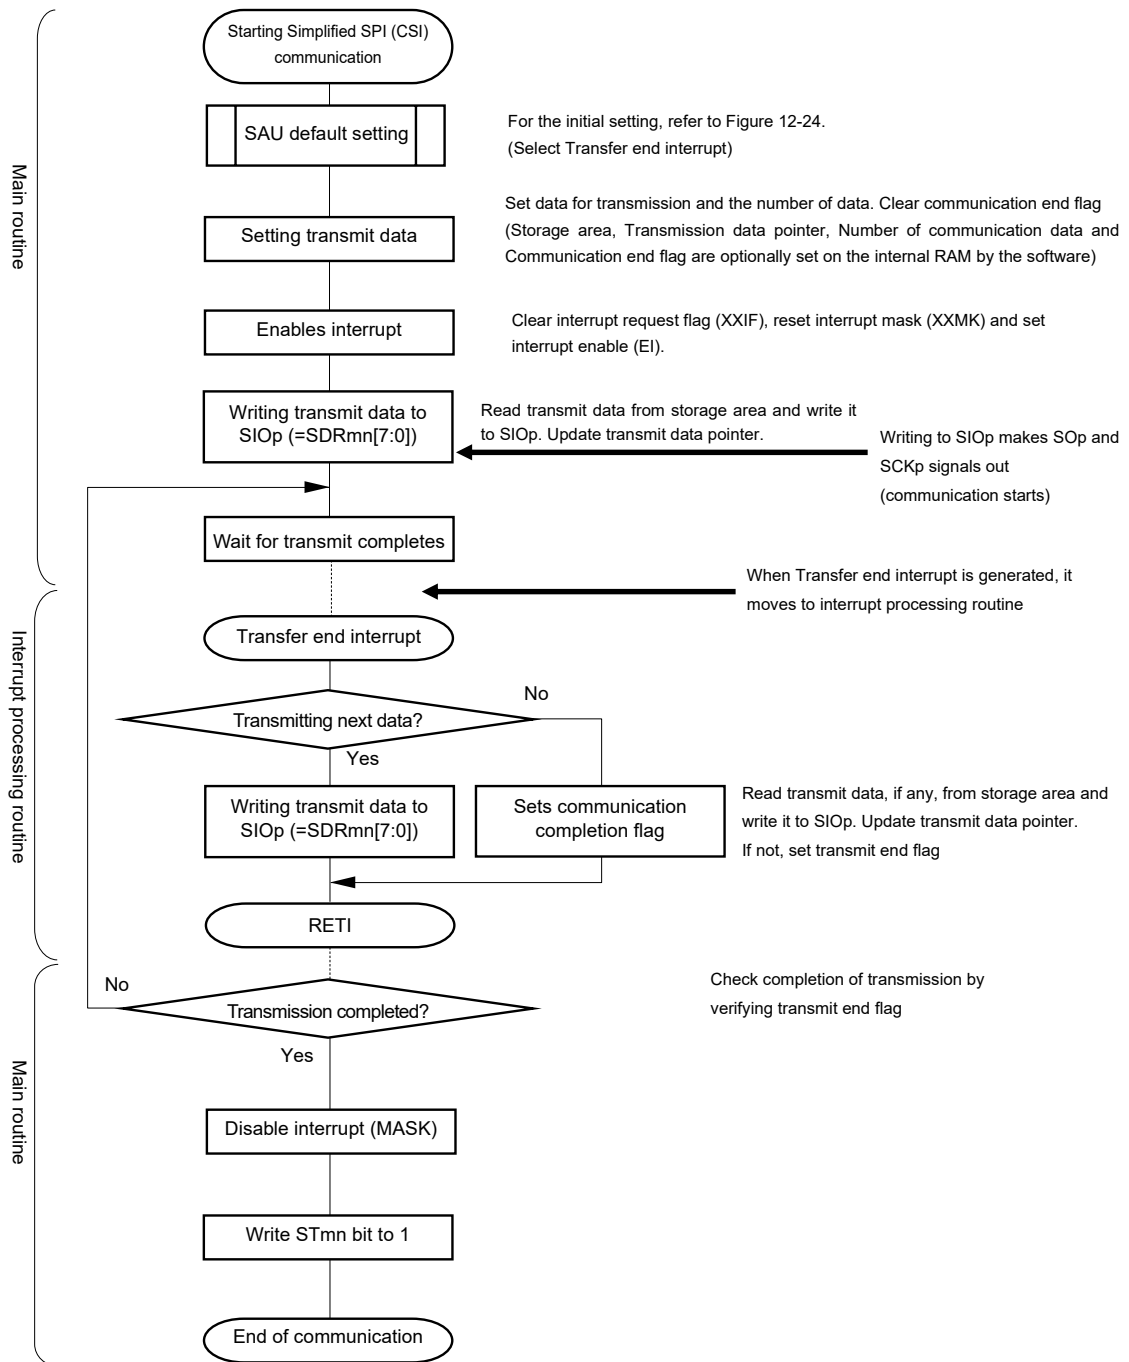 Starting Simplified SPI (CSI)
communication
SAU default setting
For the initial setting, refer to Figure 12-24.
(Select Transfer end interrupt)
Main routine
Setting transmit data
Set data for transmission and the number of data. Clear communication end flag
(Storage area, Transmission data pointer, Number of communication data and
Communication end flag are optionally set on the internal RAM by the software)
Enables interrupt
Clear interrupt request flag (XXIF), reset interrupt mask (XXMK) and set
interrupt enable (EI).
Writing transmit data to
SIOp (=SDRmn[7:0])
Read transmit data from storage area and write it
to SIOp. Update transmit data pointer.
Writing to SIOp makes SOp and
SCKp signals out
(communication starts)
Wait for transmit completes
When Transfer end interrupt is generated, it
moves to interrupt processing routine
Interrupt processing routine
Transfer end interrupt
Transmitting next data?
No
Yes
Writing transmit data to
SIOp (=SDRmn[7:0])
Sets communication
completion flag
Read transmit data, if any, from storage area and
write it to SIOp. Update transmit data pointer.
If not, set transmit end flag
RETI
No
Transmission completed?
Check completion of transmission by
verifying transmit end flag
Yes
Main routine
Disable interrupt (MASK)
Write STmn bit to 1
End of communication